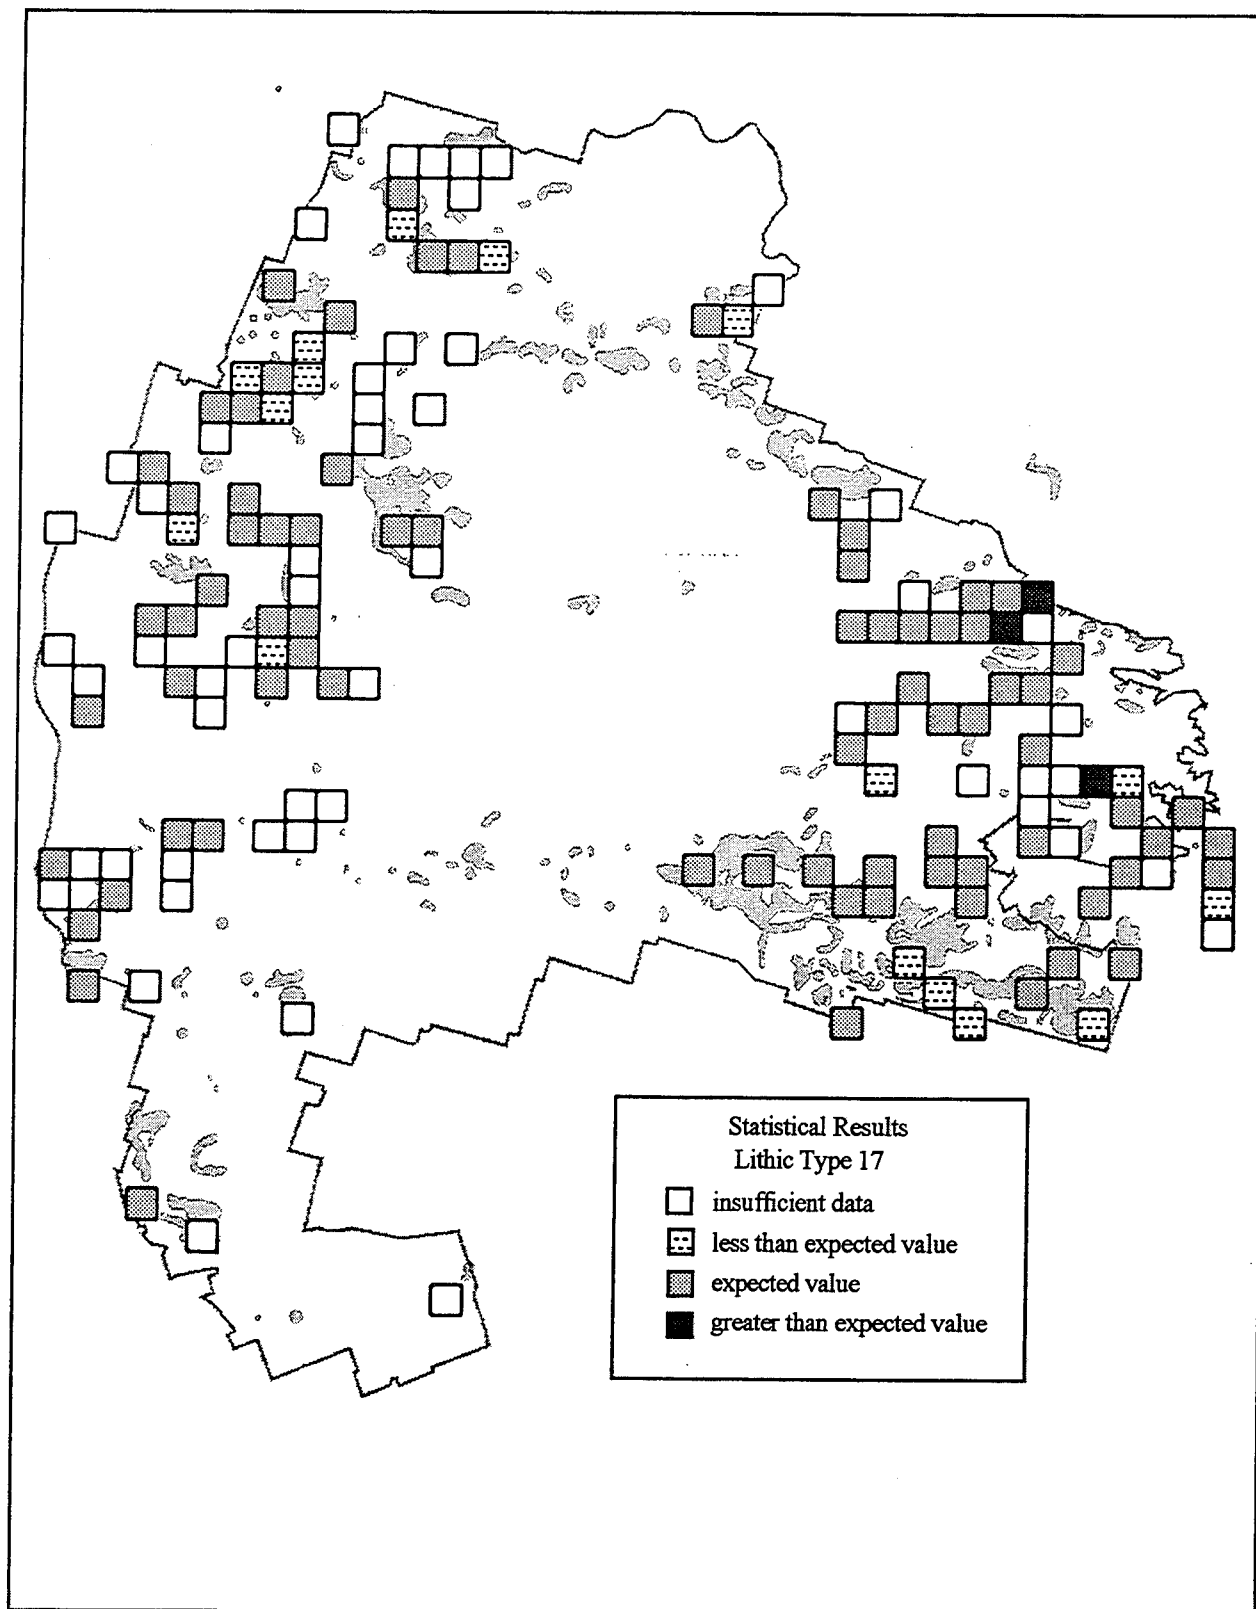 Statistical Results
Lithic Type 17
insufficient data
less than expected value
expected value
greater than expected value